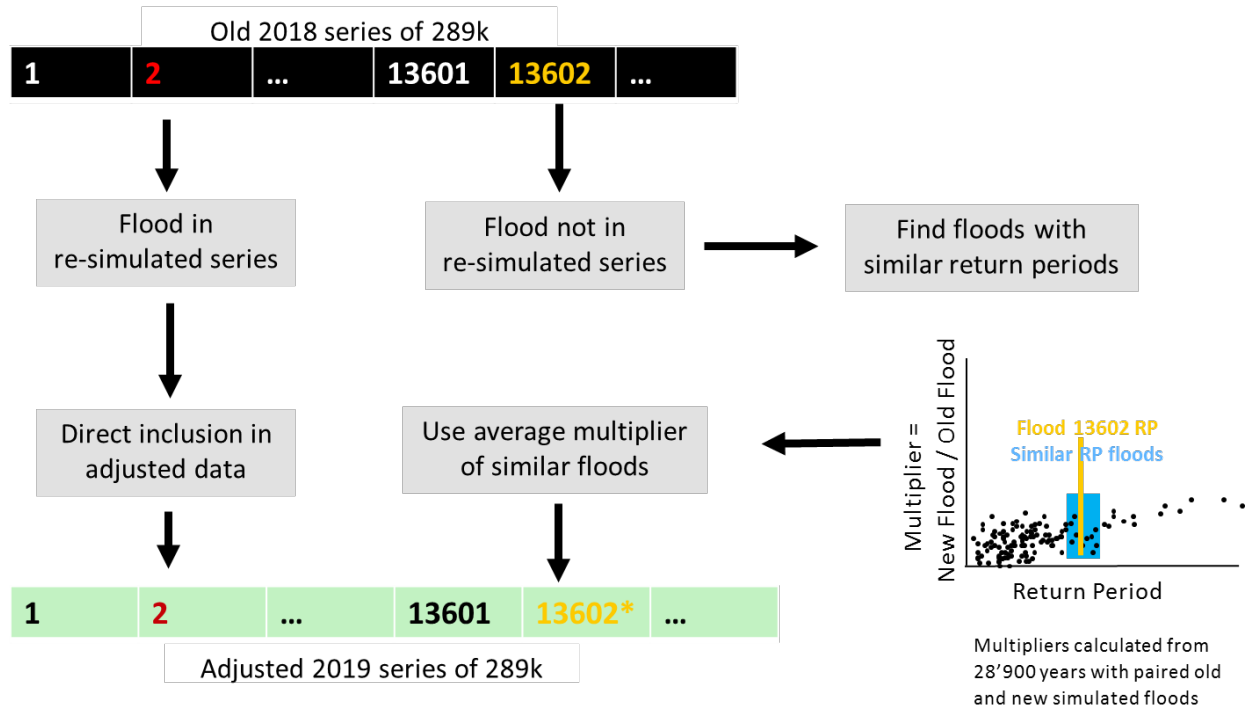 Old 2018 series of 289k
1 2 ... 13601 13602 ...
Flood in
re-simulated series
Flood not in
re-simulated series
Find floods with
similar return periods
Direct inclusion in
adjusted data
Use average multiplier
of similar floods
Multiplier =
New Flood / Old Flood
Flood 13602 RP
Similar RP floods
Return Period
Multipliers calculated from
28’900 years with paired old
and new simulated floods
1 2 ... 13601 13602* ...
Adjusted 2019 series of 289k